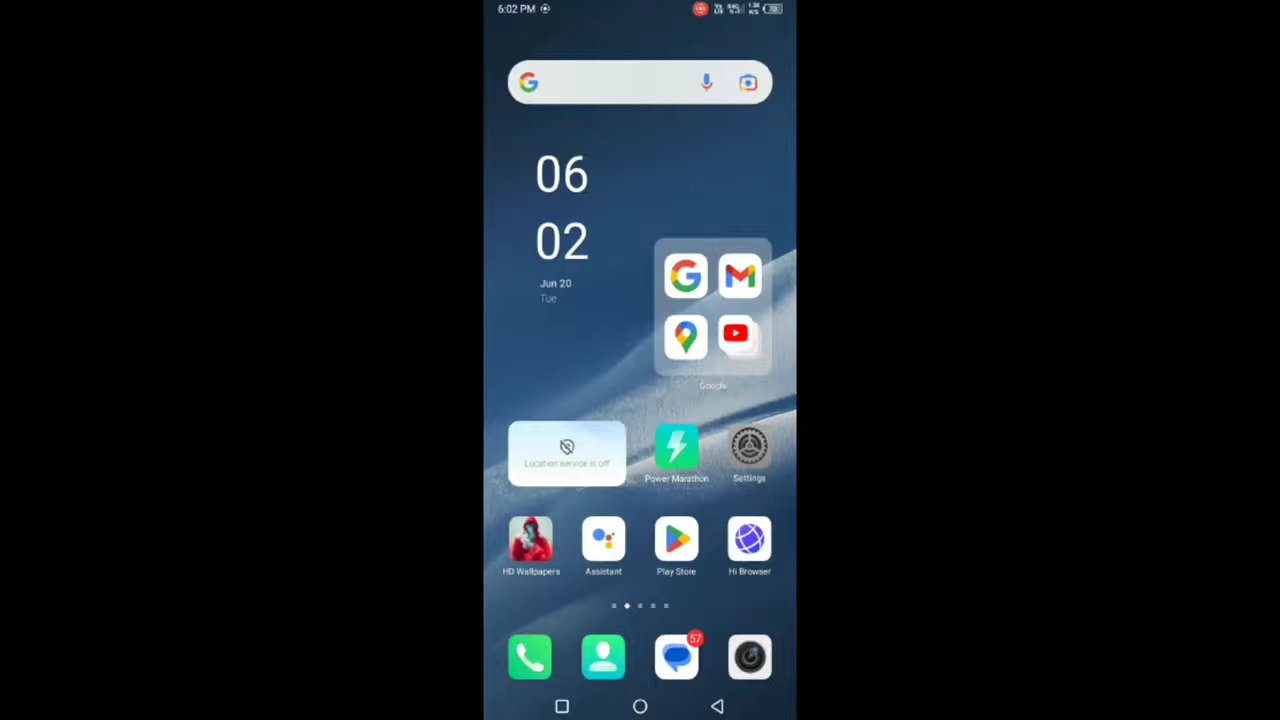 6:02 PM
70
06
02
Jun 20
Tue
Google
Location service is off
Power Marathon
Settings
HD Wallpapers
Assistant
Play Store
Hi Browser
57